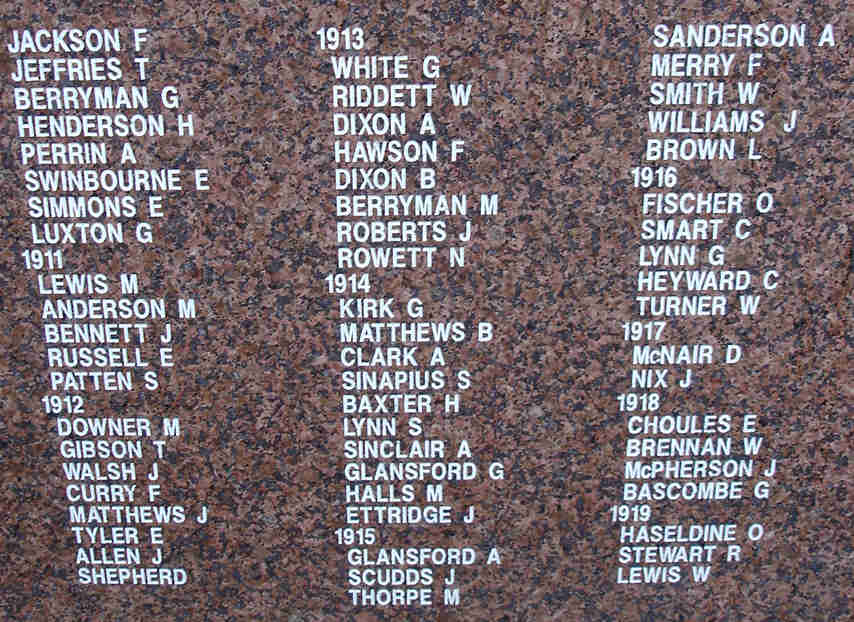 JACKSON F
JEFFRIES T
BERRYMAN G
HENDERSON H
PERRIN A
SWINBOURNE E
SIMMONS E
LUXTON G
1911
LEWIS M
ANDERSON M
BENNETT J
RUSSELL E
PATTEN S
1912
DOWNER M
GIBSON T
WALSH J
CURRY F
MATTHEWS J
TYLER E
ALLEN J
SHEPHERD
1913
WHITE G
RIDDETT W
DIXON A
HAWSON F
DIXON B
BERRYMAN M
ROBERTS J
ROWETT N
1914
KIRK G
MATTHEWS B
CLARK A
SINAPIUS S
BAXTER H
LYNN S
SINCLAIR A
GLANSFORD G
HALLS M
ETTRIDGE J
1915
GLANSFORD A
SCUDDS J
THORPE M
SANDERSON A
MERRY F
SMITH W
WILLIAMS J
BROWN L
1916
FISCHER O
SMART C
LYNN G
HEYWARD C
TURNER W
1917
McNAIR D
NIX J
1918
CHOULES E
BRENNAN W
McPHERSON J
BASCOMBE G
1919
HASELDINE O
STEWART R
LEWIS W